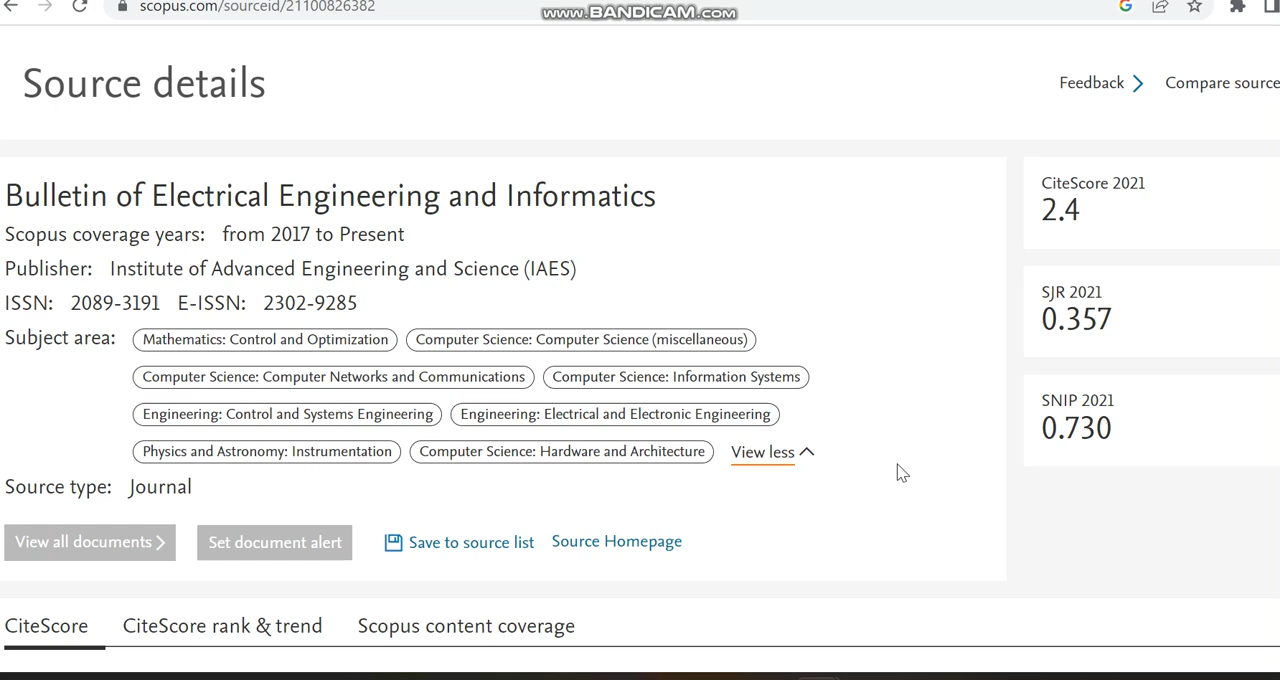 scopus.com/sourceid/21100826382
www.BANDICAM.com
Source details
Feedback
Compare source
Bulletin of Electrical Engineering and Informatics
Scopus coverage years: from 2017 to Present
Publisher: Institute of Advanced Engineering and Science (IAES)
ISSN: 2089-3191 E-ISSN: 2302-9285
Subject area: Mathematics: Control and Optimization Computer Science: Computer Science (miscellaneous)
Computer Science: Computer Networks and Communications Computer Science: Information Systems
Engineering: Control and Systems Engineering Engineering: Electrical and Electronic Engineering
Physics and Astronomy: Instrumentation Computer Science: Hardware and Architecture View less
Source type: Journal
View all documents Set document alert Save to source list Source Homepage
CiteScore 2021
2.4
SJR 2021
0.357
SNIP 2021
0.730
CiteScore CiteScore rank & trend Scopus content coverage